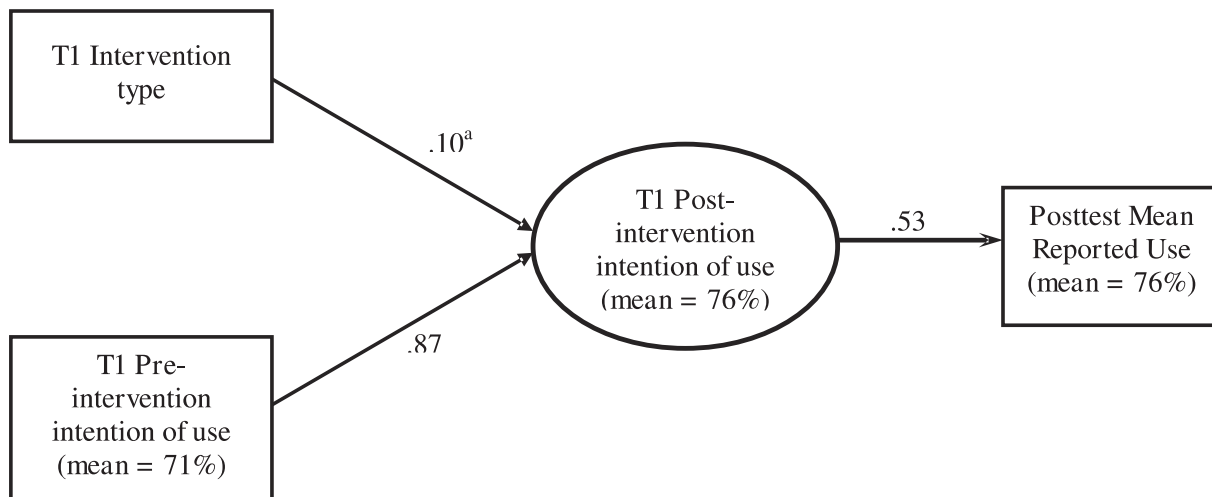 T1 Intervention
type
.10ᵃ
T1 Post-
intervention
intention of use
(mean = 76%)
.53
Posttest Mean
Reported Use
(mean = 76%)
.87
T1 Pre-
intervention
intention of use
(mean = 71%)